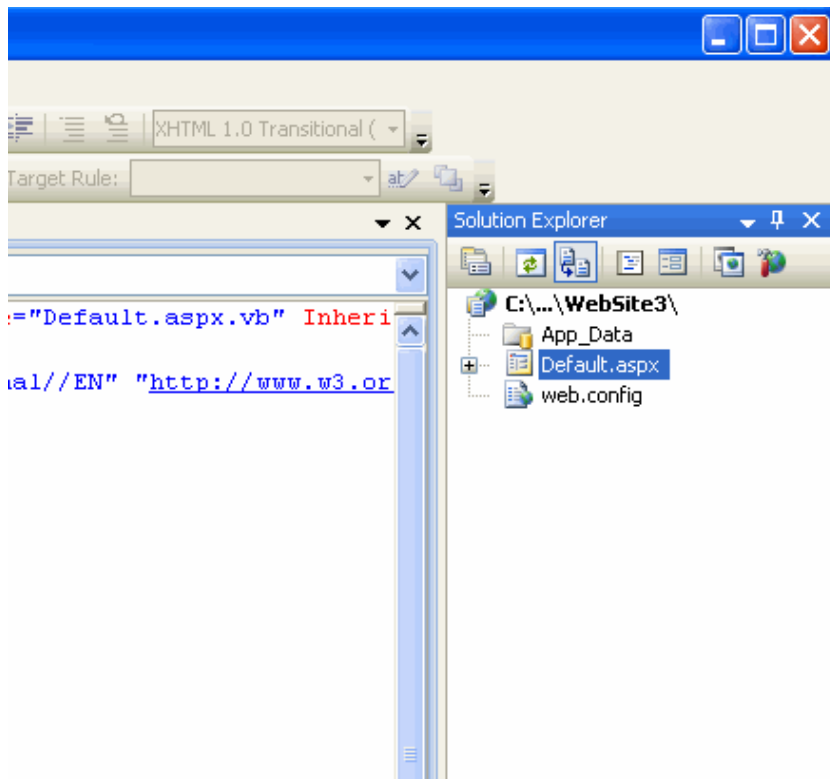 XHTML 1.0 Transitional (
Target Rule:
Solution Explorer
="Default.aspx.vb" Inheri
C:\...\WebSite3\
App_Data
Default.aspx
al//EN" "http://www.w3.or
web.config